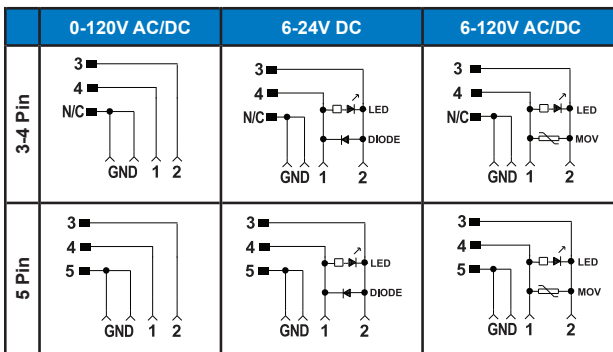 0-120V AC/DC 6-24V DC 6-120V AC/DC
3-4 Pin
3
4
N/C
GND 1 2
3
4
N/C
LED
DIODE
GND 1 2
3
4
N/C
LED
MOV
GND 1 2
5 Pin
3
4
5
GND 1 2
3
4
5
LED
DIODE
GND 1 2
3
4
5
LED
MOV
GND 1 2